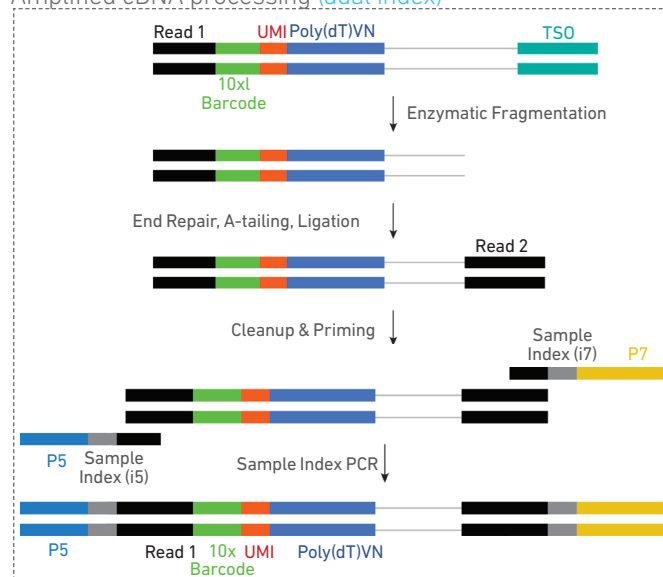 Amplified cDNA processing (dual index)
Read 1 UMI Poly(dT)VN TSO
10xl
Barcode
Enzymatic Fragmentation
End Repair, A-tailing, Ligation
Read 2
Cleanup & Priming
Sample
Index (i7) P7
P5 Sample
Index (i5)
Sample Index PCR
P5 Read 1 10x UMI Poly(dT)VN
Barcode